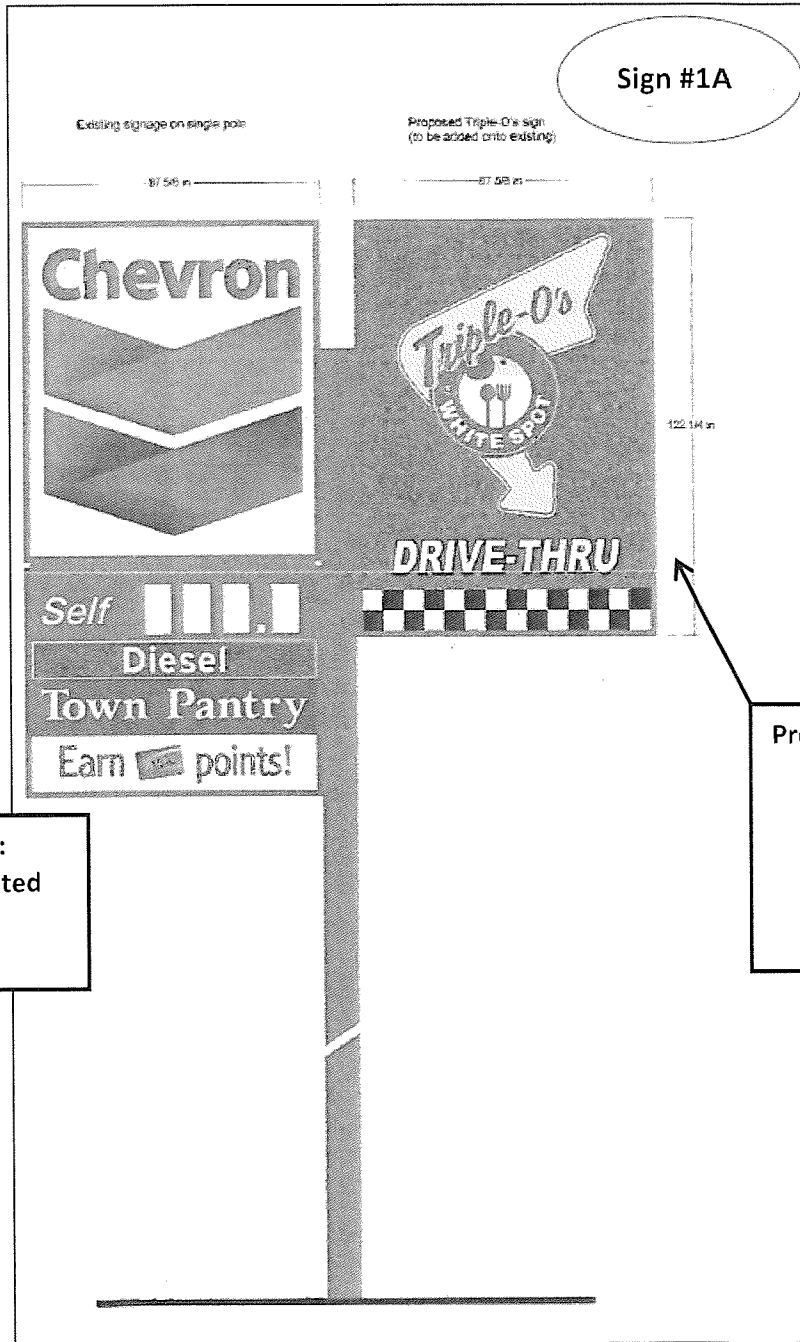 Sign #1A
Existing signage on single pole
Proposed Triple-O's sign
(to be added onto existing)
87 5/8 in
87 5/8 in
Chevron
Triple-O's
WHITE SPOT
122 1/4 in
DRIVE-THRU
Self
Diesel
Town Pantry
Earn points!
Pro
:
ted